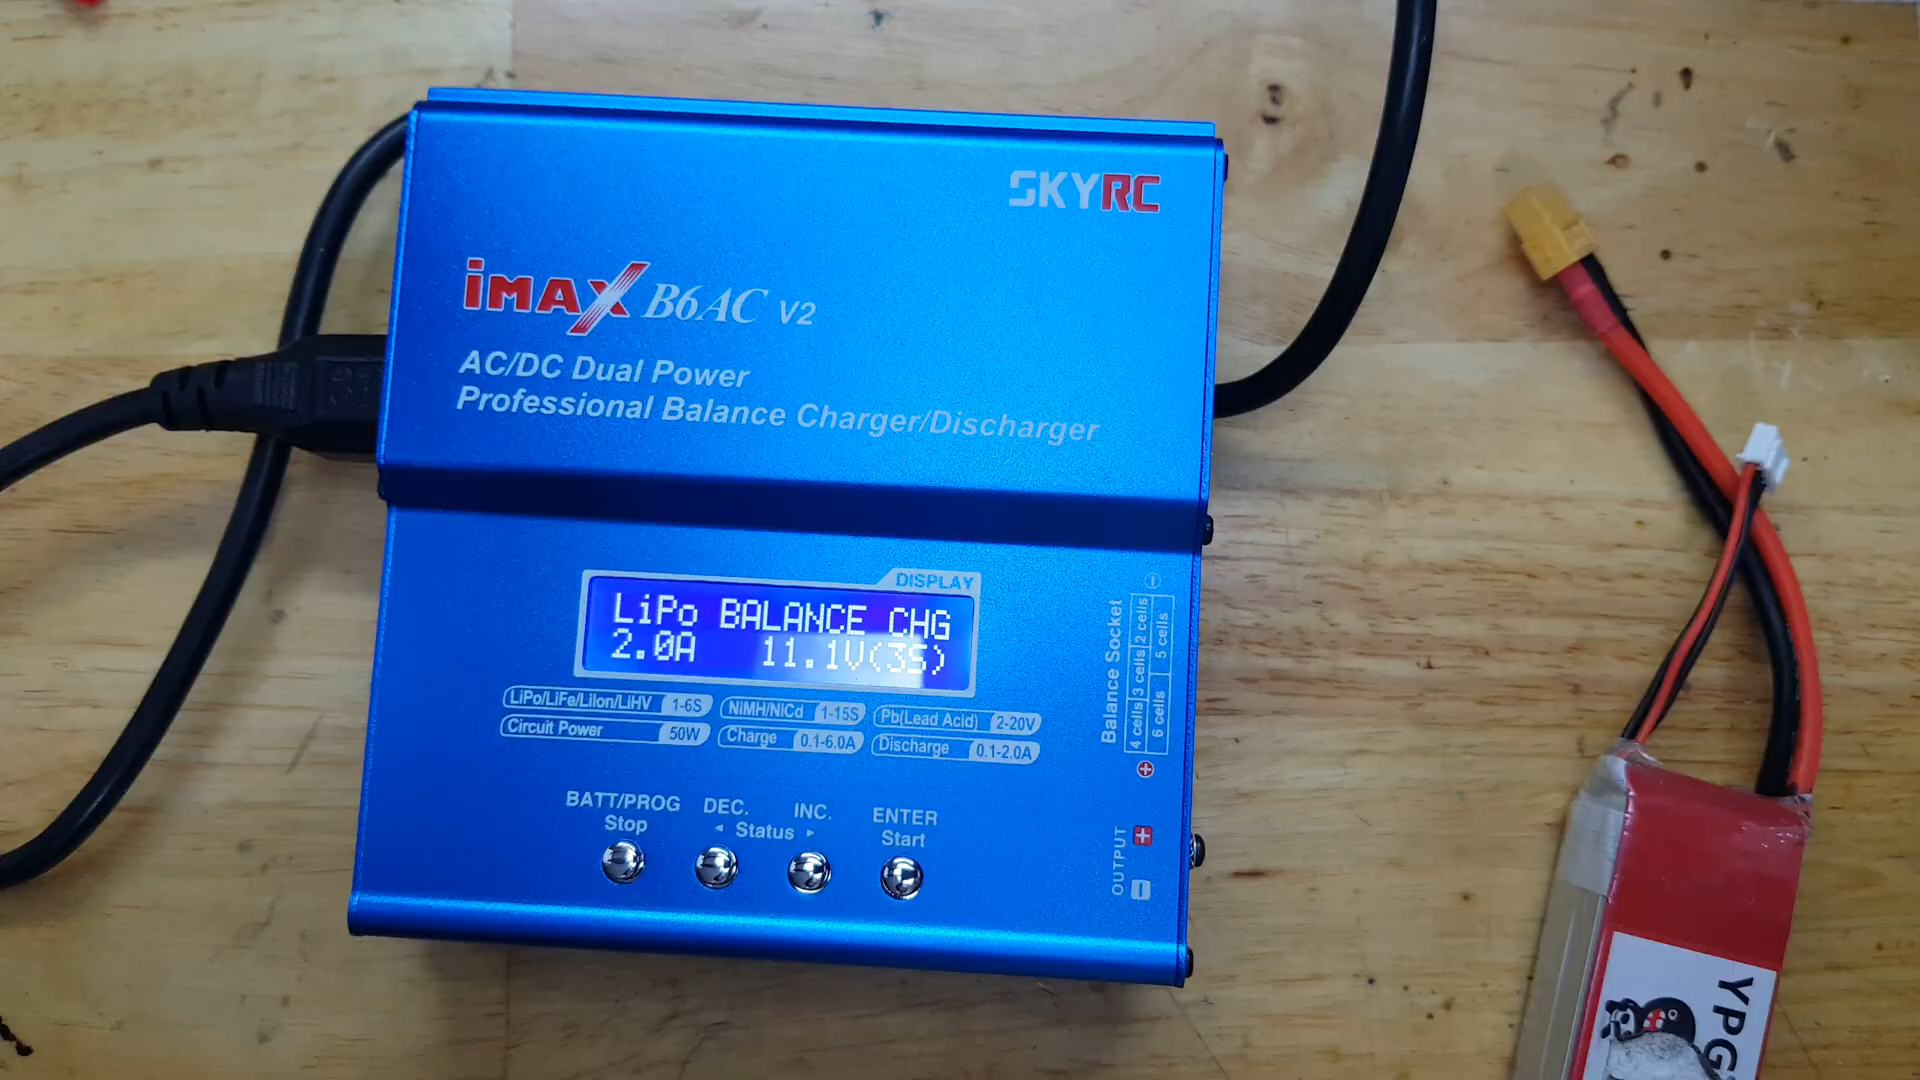 SKYRC
iMAX B6AC V2
AC/DC Dual Power
Professional Balance Charger/Discharger
DISPLAY
LiPo BALANCE CHG
2.0A 11.1V(3S)
LiPo/LiFe/LiIon/LiHV 1-6S NiMH/NiCd 1-15S Pb(Lead Acid) 2-20V
Circuit Power 50W Charge 0.1-6.0A Discharge 0.1-2.0A
BATT/PROG DEC. INC. ENTER
Stop ◄ Status ► Start
Balance Socket
4 cells 3 cells 2 cells
6 cells 5 cells
OUTPUT
YPG